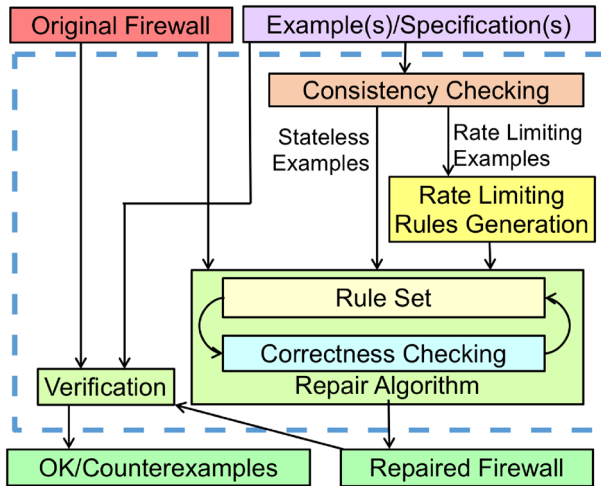 Original Firewall
Example(s)/Specification(s)
Consistency Checking
Stateless
Examples
Rate Limiting
Examples
Rate Limiting
Rules Generation
Rule Set
Correctness Checking
Repair Algorithm
Verification
OK/Counterexamples
Repaired Firewall